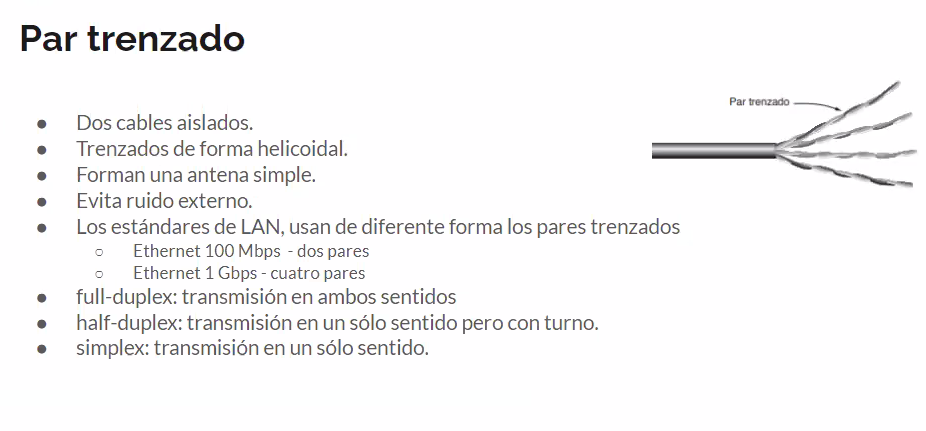 Par trenzado
Par trenzado
● Dos cables aislados.
● Trenzados de forma helicoidal.
● Forman una antena simple.
● Evita ruido externo.
● Los estándares de LAN, usan de diferente forma los pares trenzados
○ Ethernet 100 Mbps - dos pares
○ Ethernet 1 Gbps - cuatro pares
● full-duplex: transmisión en ambos sentidos
● half-duplex: transmisión en un sólo sentido pero con turno.
● simplex: transmisión en un sólo sentido.